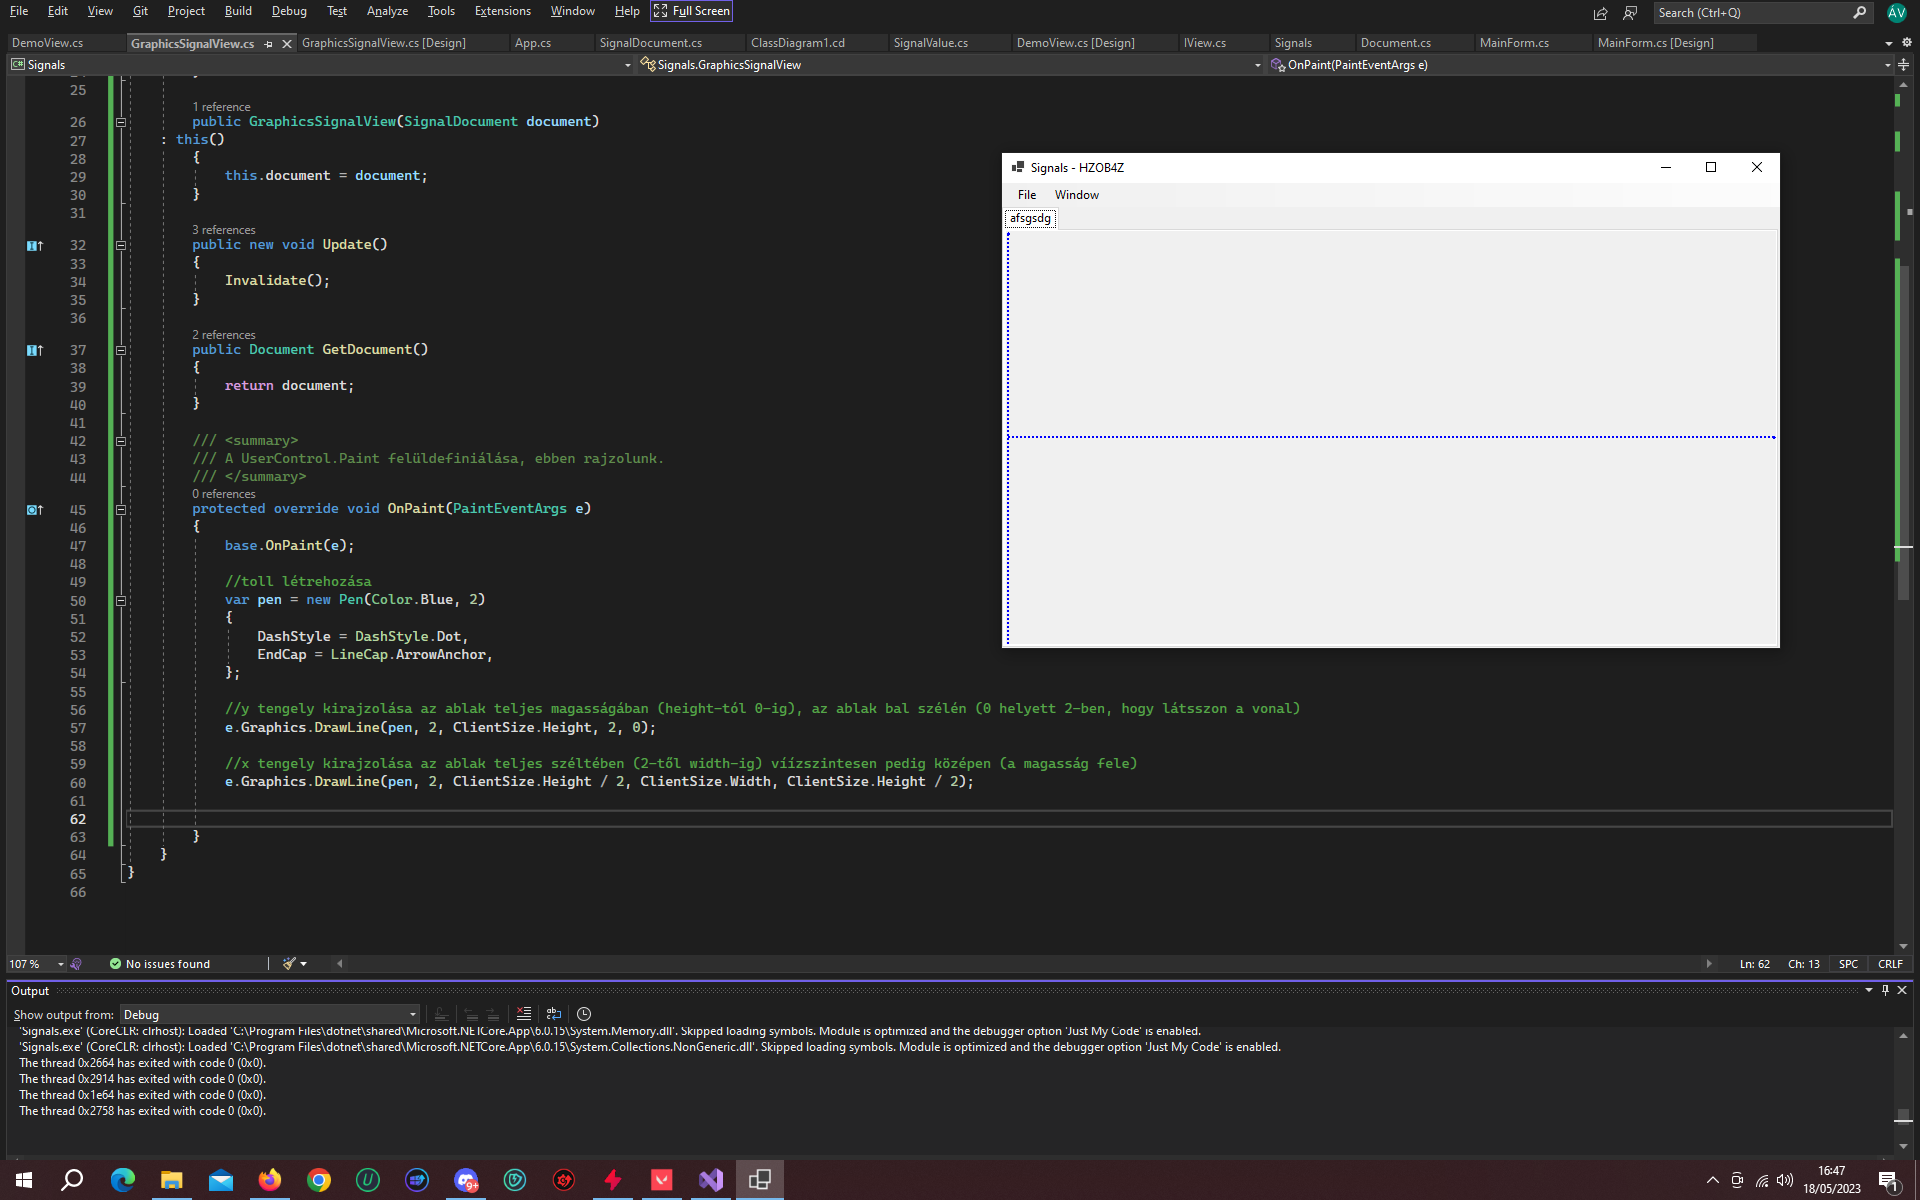 File Edit View Git Project Build Debug Test Analyze Tools Extensions Window Help Full Screen Search (Ctrl+Q) ÁV
DemoView.cs GraphicsSignalView.cs GraphicsSignalView.cs [Design] App.cs SignalDocument.cs ClassDiagram1.cd SignalValue.cs DemoView.cs [Design] IView.cs Signals Document.cs MainForm.cs MainForm.cs [Design]
Signals Signals.GraphicsSignalView OnPaint(PaintEventArgs e)
25
1 reference
26 public GraphicsSignalView(SignalDocument document)
27 : this()
28 {
29 this.document = document;
30 }
31
3 references
32 public new void Update()
33 {
34 Invalidate();
35 }
36
2 references
37 public Document GetDocument()
38 {
39 return document;
40 }
41
42 /// <summary>
43 /// A UserControl.Paint felüldefiniálása, ebben rajzolunk.
44 /// </summary>
0 references
45 protected override void OnPaint(PaintEventArgs e)
46 {
47 base.OnPaint(e);
48
49 //toll létrehozása
50 var pen = new Pen(Color.Blue, 2)
51 {
52 DashStyle = DashStyle.Dot,
53 EndCap = LineCap.ArrowAnchor,
54 };
55
56 //y tengely kirajzolása az ablak teljes magasságában (height-tól 0-ig), az ablak bal szélén (0 helyett 2-ben, hogy látsszon a vonal)
57 e.Graphics.DrawLine(pen, 2, ClientSize.Height, 2, 0);
58
59 //x tengely kirajzolása az ablak teljes széltében (2-től width-ig) viízszintesen pedig középen (a magasság fele)
60 e.Graphics.DrawLine(pen, 2, ClientSize.Height / 2, ClientSize.Width, ClientSize.Height / 2);
61
62
63 }
64 }
65 }
66
Signals - HZOB4Z
File Window
afsgsdg
107 % No issues found Ln: 62 Ch: 13 SPC CRLF
Output
Show output from: Debug
'Signals.exe' (CoreCLR: clrhost): Loaded 'C:\Program Files\dotnet\shared\Microsoft.NETCore.App\6.0.15\System.Memory.dll'. Skipped loading symbols. Module is optimized and the debugger option 'Just My Code' is enabled.
'Signals.exe' (CoreCLR: clrhost): Loaded 'C:\Program Files\dotnet\shared\Microsoft.NETCore.App\6.0.15\System.Collections.NonGeneric.dll'. Skipped loading symbols. Module is optimized and the debugger option 'Just My Code' is enabled.
The thread 0x2664 has exited with code 0 (0x0).
The thread 0x2914 has exited with code 0 (0x0).
The thread 0x1e64 has exited with code 0 (0x0).
The thread 0x2758 has exited with code 0 (0x0).
9+
16:47
18/05/2023
1